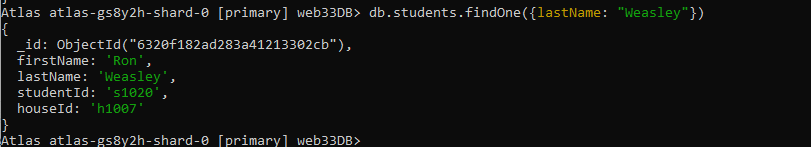 Atlas atlas-gs8y2h-shard-0 [primary] web33DB> db.students.findOne({lastName: "Weasley"})
{
  _id: ObjectId("6320f182ad283a41213302cb"),
  firstName: 'Ron',
  lastName: 'Weasley',
  studentId: 's1020',
  houseId: 'h1007'
}
Atlas atlas-gs8y2h-shard-0 [primary] web33DB>